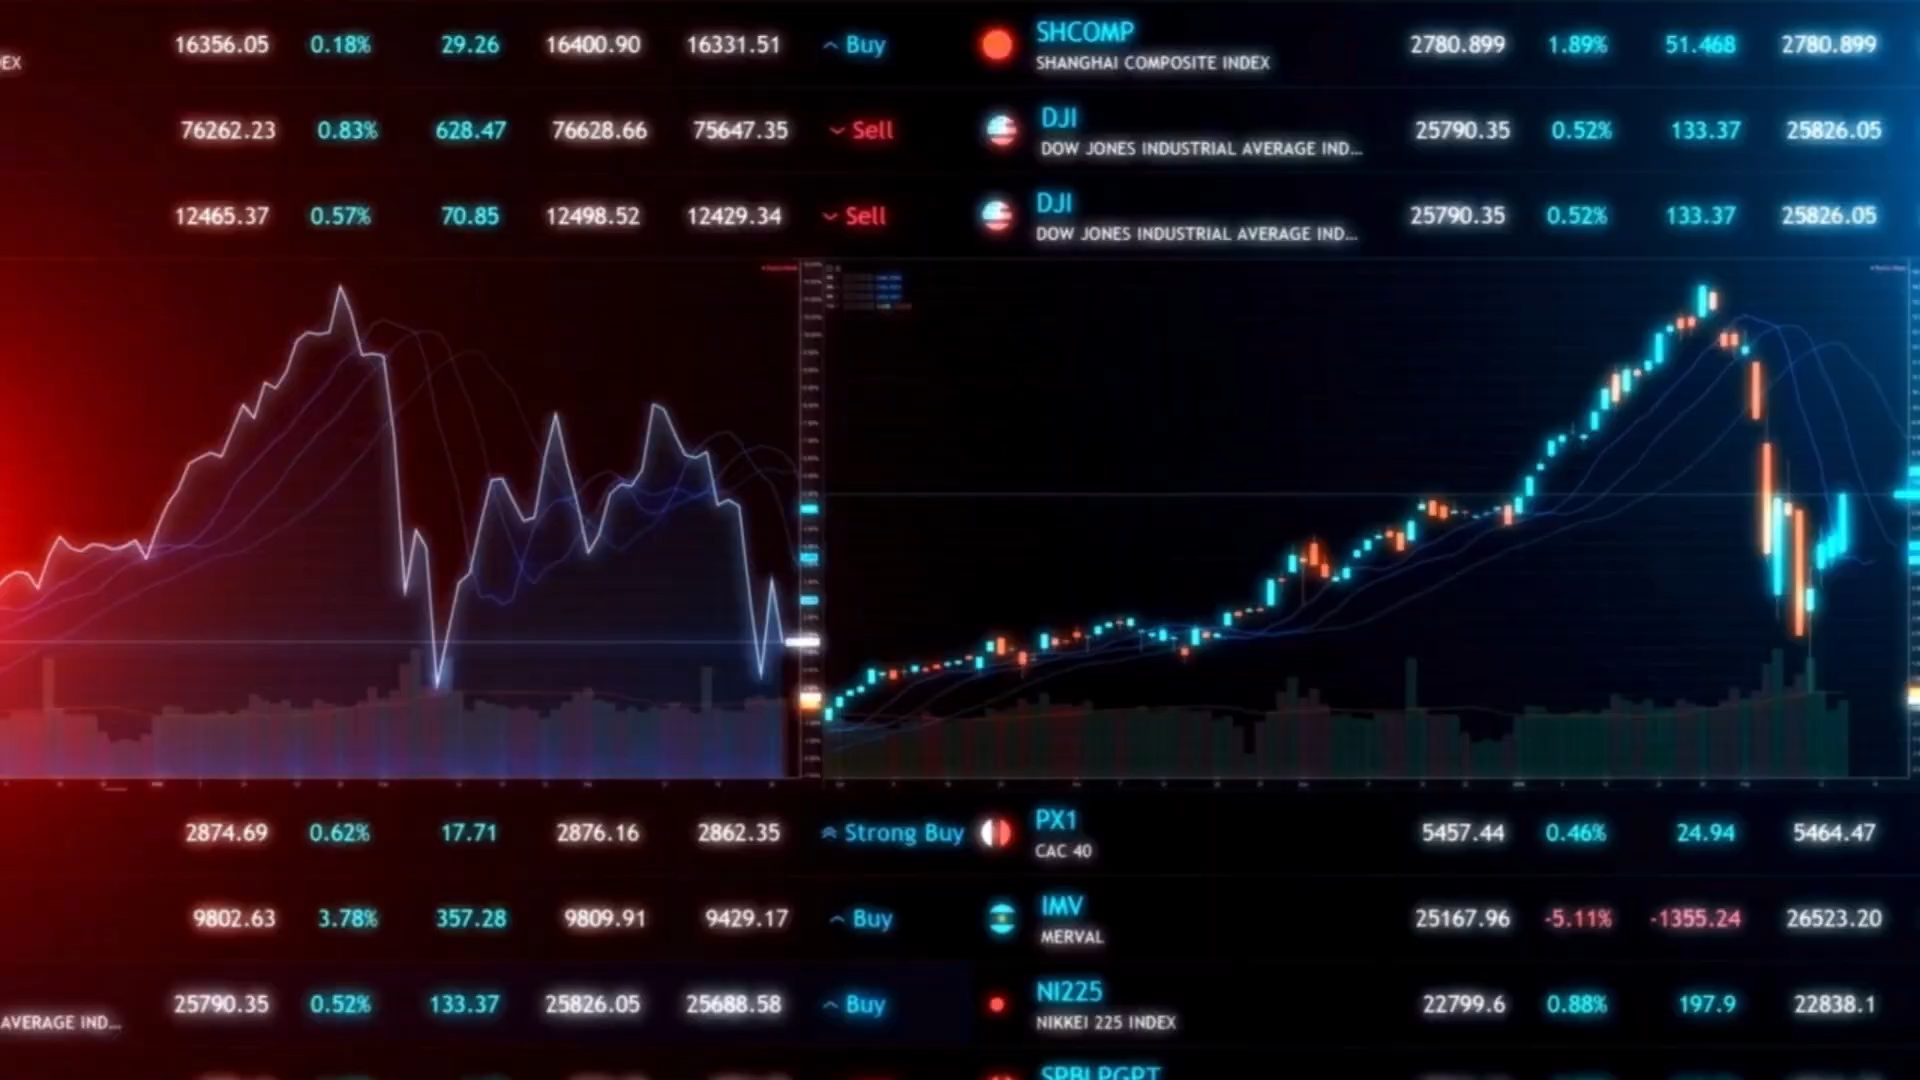 EX
16356.05 0.18% 29.26 16400.90 16331.51 Buy
SHCOMP
SHANGHAI COMPOSITE INDEX
2780.899 1.89% 51.468 2780.899
76262.23 0.83% 628.47 76628.66 75647.35 Sell
DJI
DOW JONES INDUSTRIAL AVERAGE IND...
25790.35 0.52% 133.37 25826.05
12465.37 0.57% 70.85 12498.52 12429.34 Sell
DJI
DOW JONES INDUSTRIAL AVERAGE IND...
25790.35 0.52% 133.37 25826.05
2874.69 0.62% 17.71 2876.16 2862.35 Strong Buy
PX1
CAC 40
5457.44 0.46% 24.94 5464.47
9802.63 3.78% 357.28 9809.91 9429.17 Buy
IMV
MERVAL
25167.96 -5.11% -1355.24 26523.20
AVERAGE IND...
25790.35 0.52% 133.37 25826.05 25688.58 Buy
NI225
NIKKEI 225 INDEX
22799.6 0.88% 197.9 22838.1